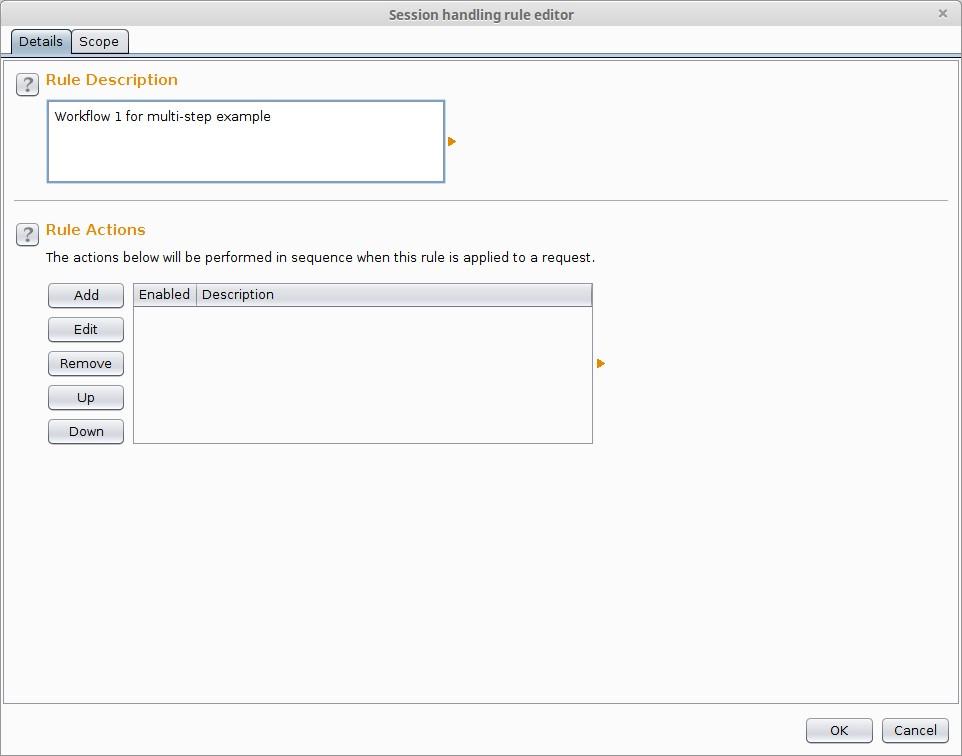 Session handling rule editor
×
Details Scope
?
Rule Description
Workflow 1 for multi-step example
?
Rule Actions
The actions below will be performed in sequence when this rule is applied to a request.
Add
Enabled Description
Edit
Remove
Up
Down
OK Cancel